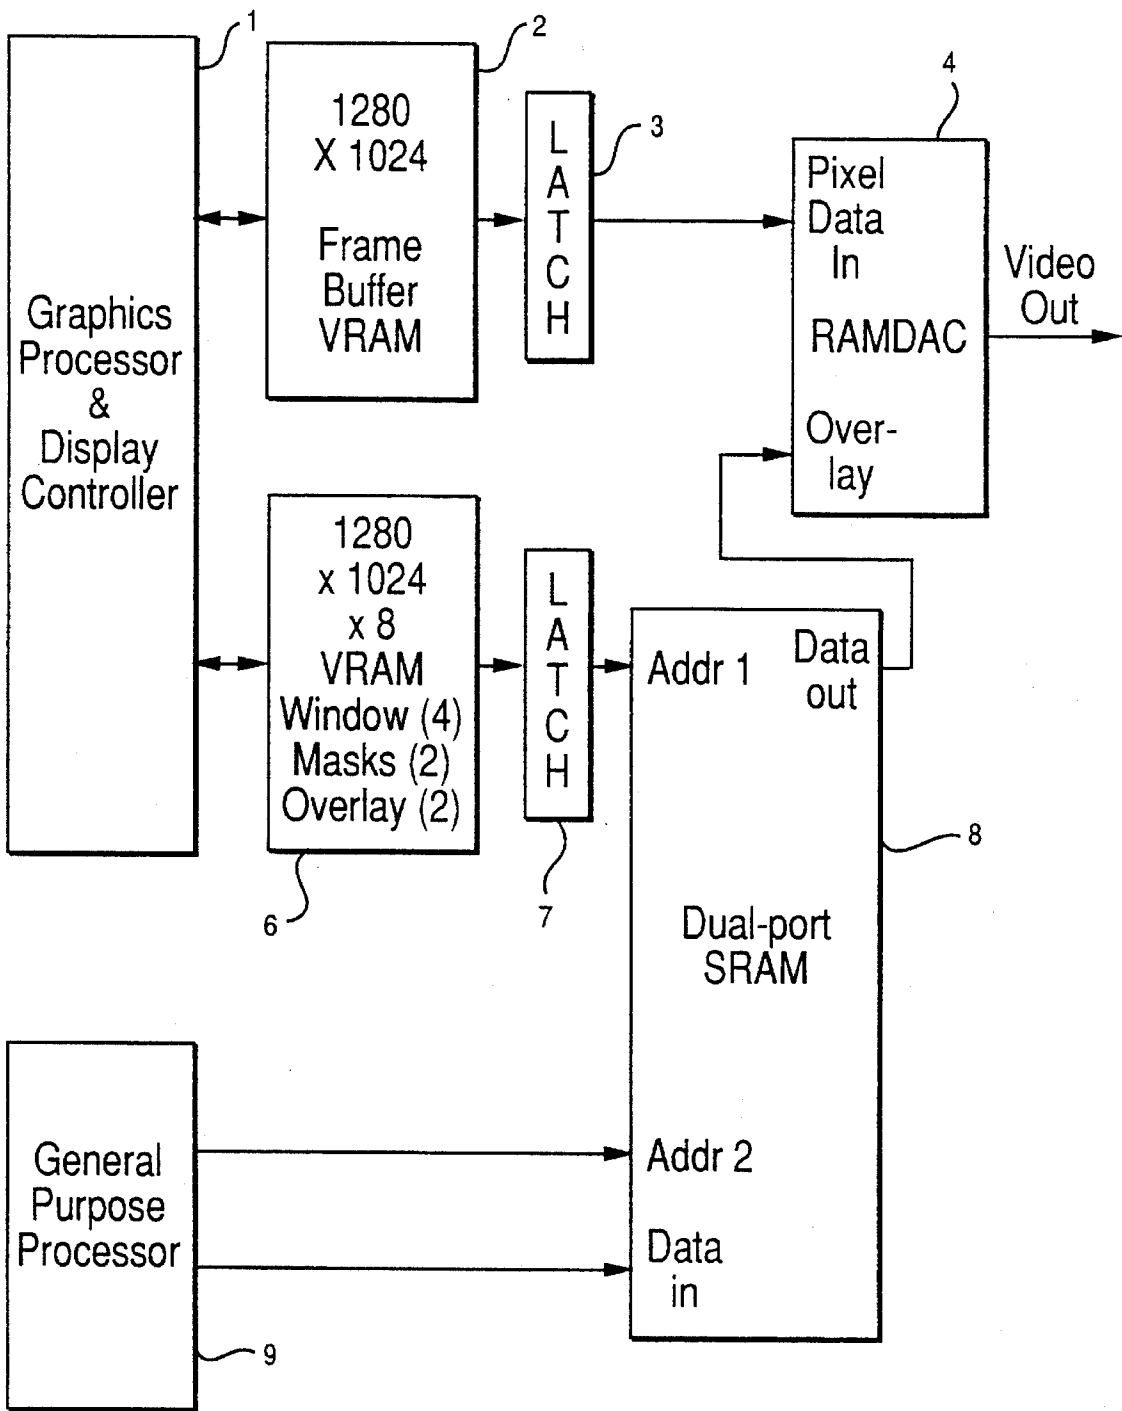 1
Graphics
Processor
&
Display
Controller
2
1280
X 1024
Frame
Buffer
VRAM
3
L
A
T
C
H
4
Pixel
Data
In
RAMDAC
Over-
lay
Video
Out
1280
x 1024
x 8
VRAM
Window (4)
Masks (2)
Overlay (2)
6
L
A
T
C
H
7
Addr 1
Data
out
8
Dual-port
SRAM
Addr 2
Data
in
General
Purpose
Processor
9